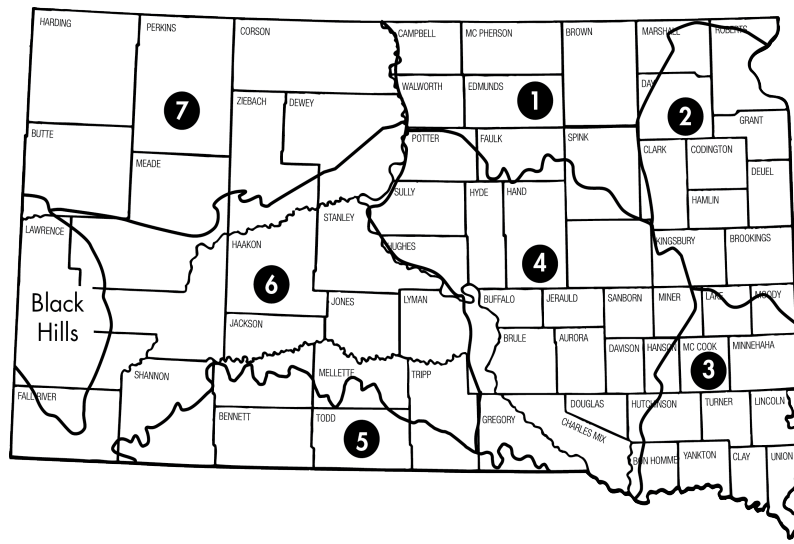 HARDING
PERKINS
CORSON
CAMPBELL
MC PHERSON
BROWN
MARSHALL
ROBERTS
WALWORTH
EDMUNDS
DAY
ZIEBACH
DEWEY
7
1
2
GRANT
BUTTE
MEADE
POTTER
FAULK
SPINK
CLARK
CODINGTON
DEUEL
SULLY
HYDE
HAND
HAMLIN
LAWRENCE
STANLEY
HAAKON
HUGHES
KINGSBURY
BROOKINGS
4
6
Black
Hills
JONES
LYMAN
BUFFALO
JERAULD
SANBORN
MINER
LAKE
MOODY
JACKSON
BRULE
AURORA
DAVISON
HANSON
MC COOK
MINNEHAHA
3
SHANNON
MELLETTE
TRIPP
FALL RIVER
GREGORY
DOUGLAS
HUTCHINSON
TURNER
LINCOLN
BENNETT
TODD
CHARLES MIX
5
BON HOMME
YANKTON
CLAY
UNION